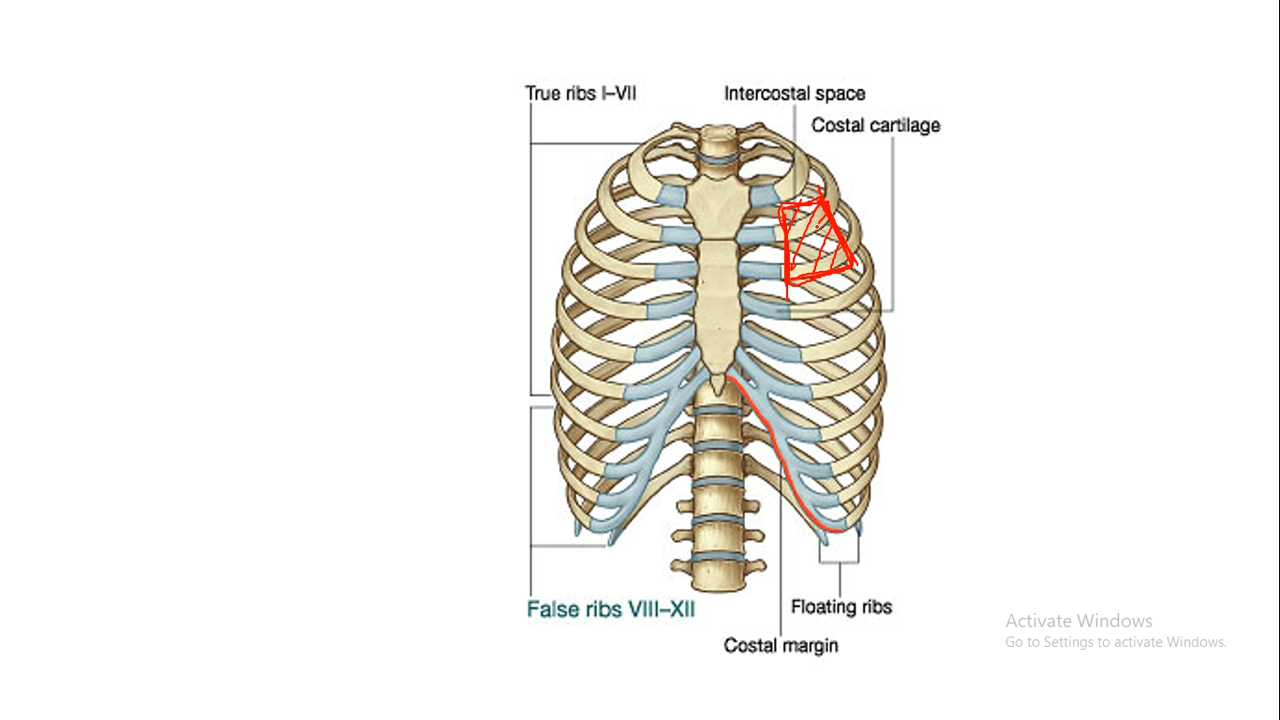 True ribs I–VII
Intercostal space
Costal cartilage
False ribs VIII–XII
Floating ribs
Costal margin
Activate Windows
Go to Settings to activate Windows.